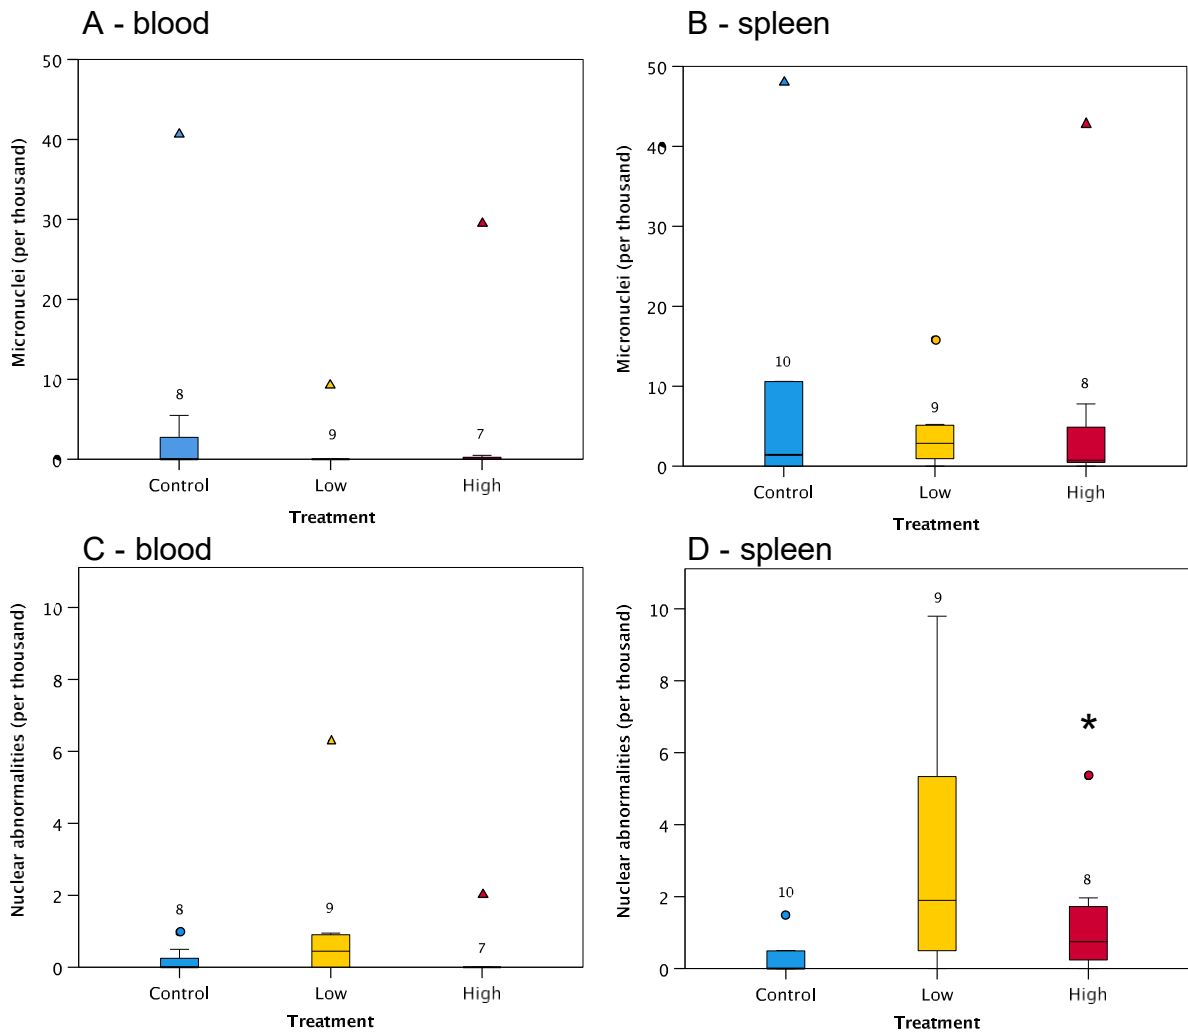 A - blood
Micronuclei (per thousand)
50
40
30
20
10
0
8
9
7
Control
Low
High
Treatment
B - spleen
Micronuclei (per thousand)
50
40
30
20
10
0
10
9
8
Control
Low
High
Treatment
C - blood
Nuclear abnormalities (per thousand)
10
8
6
4
2
0
8
9
7
Control
Low
High
Treatment
D - spleen
Nuclear abnormalities (per thousand)
10
8
6
4
2
0
10
9
*
8
Control
Low
High
Treatment